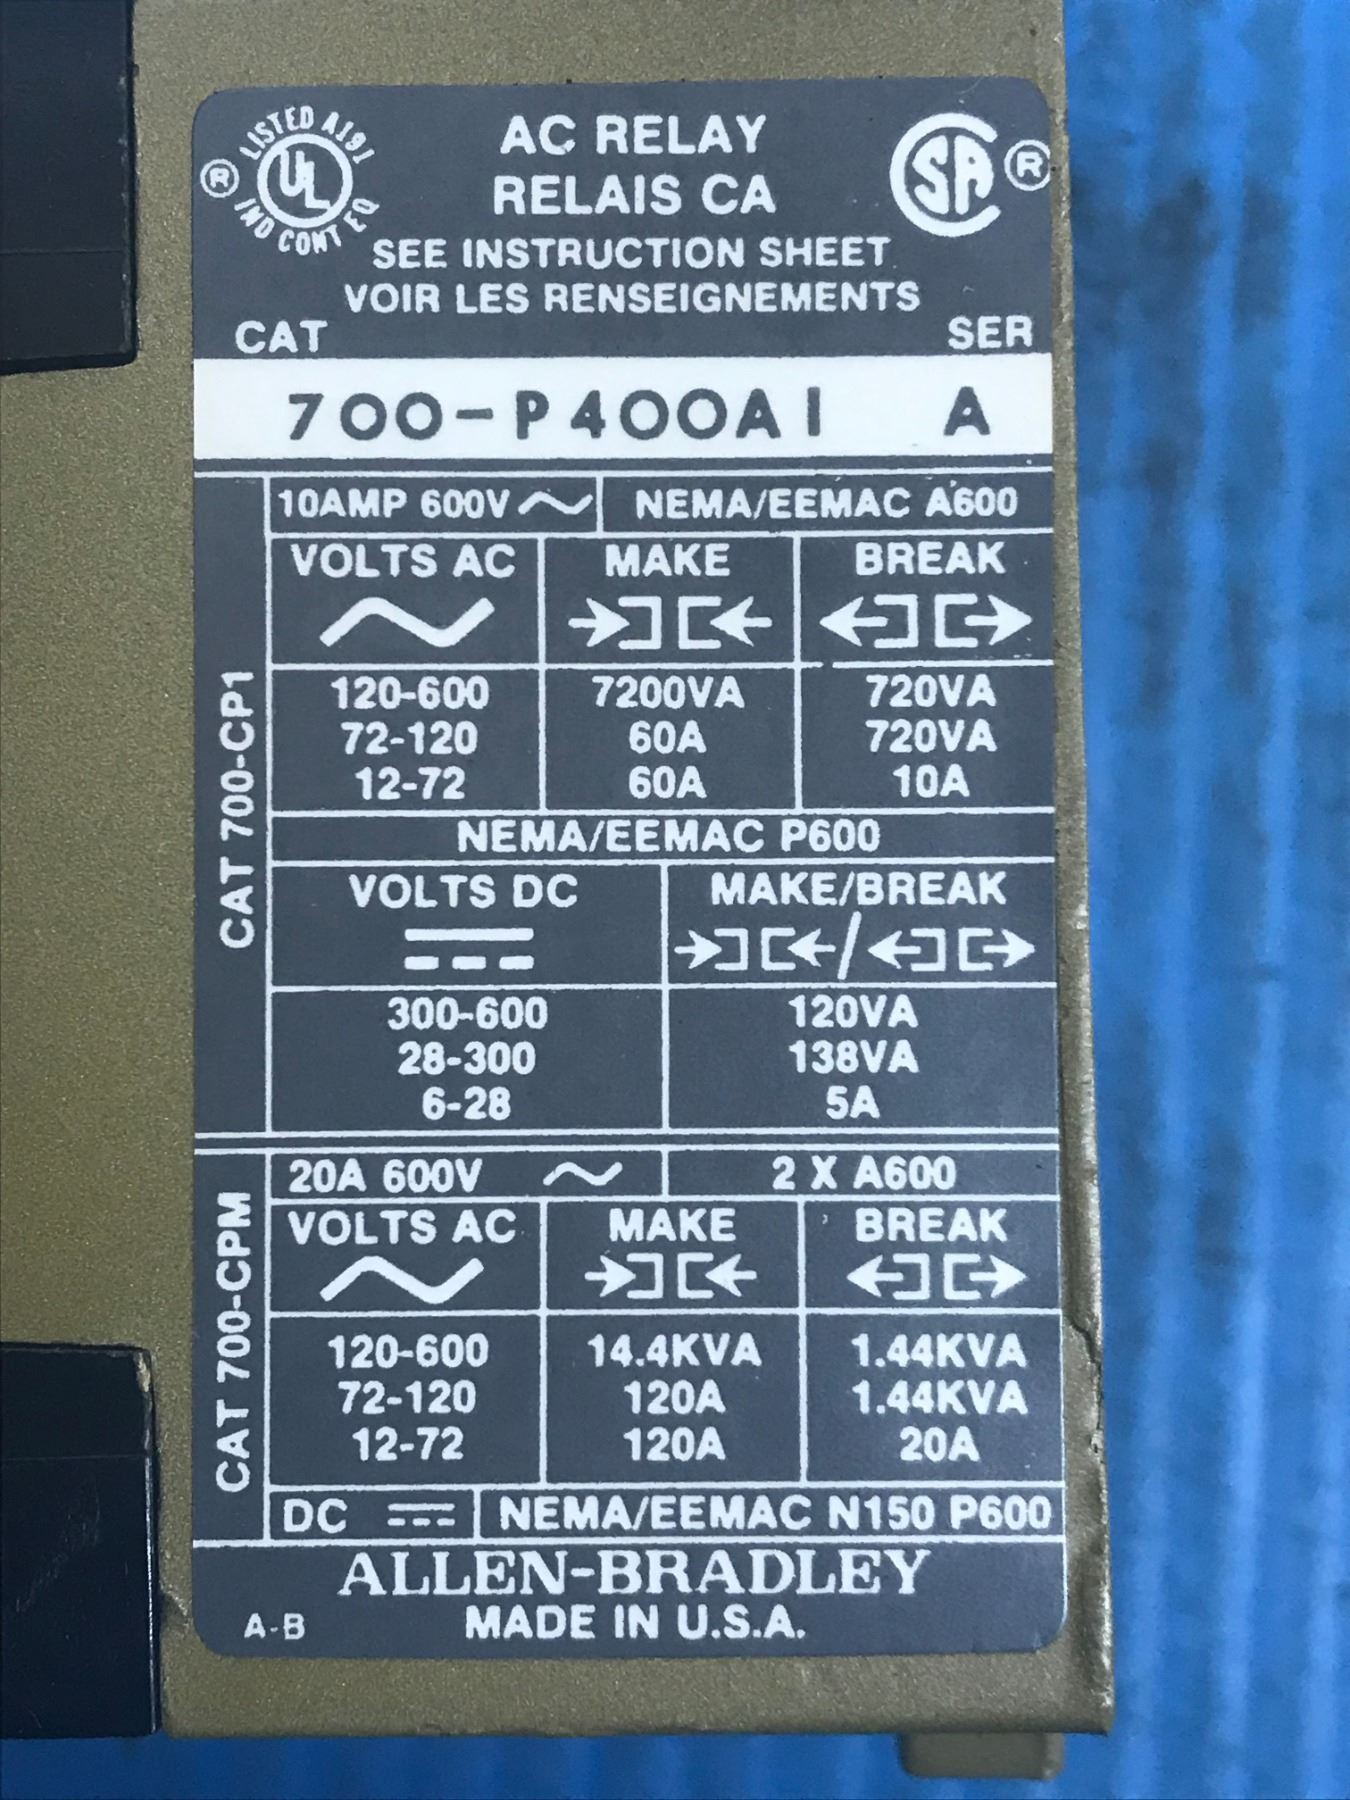 LISTED A191
UL
IND CONT EQ
®
AC RELAY
RELAIS CA
SA ®
SEE INSTRUCTION SHEET
VOIR LES RENSEIGNEMENTS
CAT SER
700-P400A1 A
CAT 700-CP1
10AMP 600V NEMA/EEMAC A600
VOLTS AC MAKE BREAK
120-600 7200VA 720VA
72-120 60A 720VA
12-72 60A 10A
NEMA/EEMAC P600
VOLTS DC MAKE/BREAK
300-600 120VA
28-300 138VA
6-28 5A
CAT 700-CPM
20A 600V 2 X A600
VOLTS AC MAKE BREAK
120-600 14.4KVA 1.44KVA
72-120 120A 1.44KVA
12-72 120A 20A
DC NEMA/EEMAC N150 P600
ALLEN-BRADLEY
A-B MADE IN U.S.A.